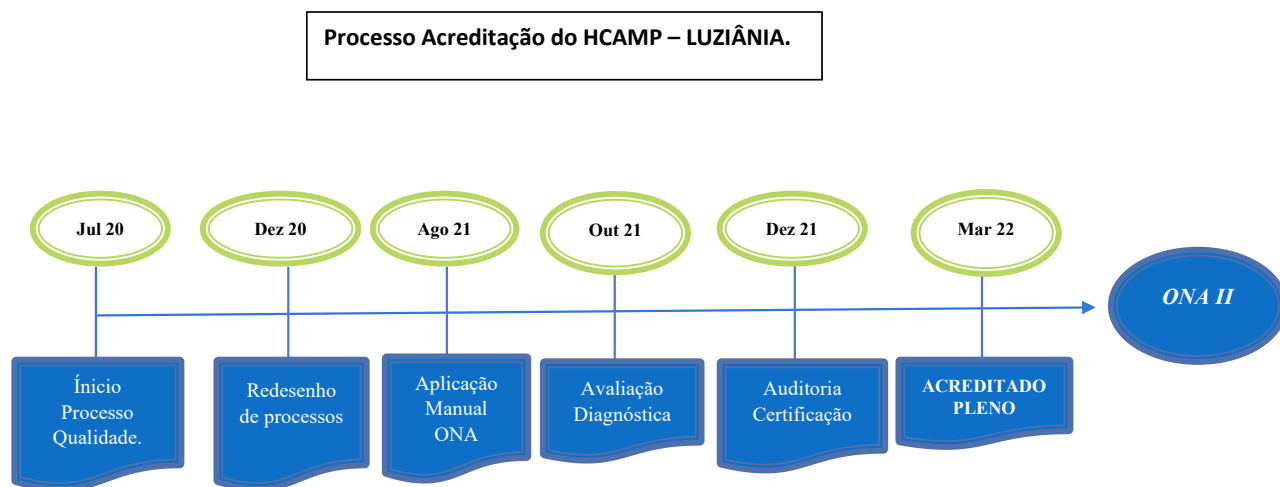 Processo Acreditação do HCAMP – LUZIÂNIA.
Jul 20
Dez 20
Ago 21
Out 21
Dez 21
Mar 22
ONA II
Ínicio
Processo
Qualidade.
Redesenho
de processos
Aplicação
Manual
ONA
Avaliação
Diagnóstica
Auditoria
Certificação
ACREDITADO
PLENO